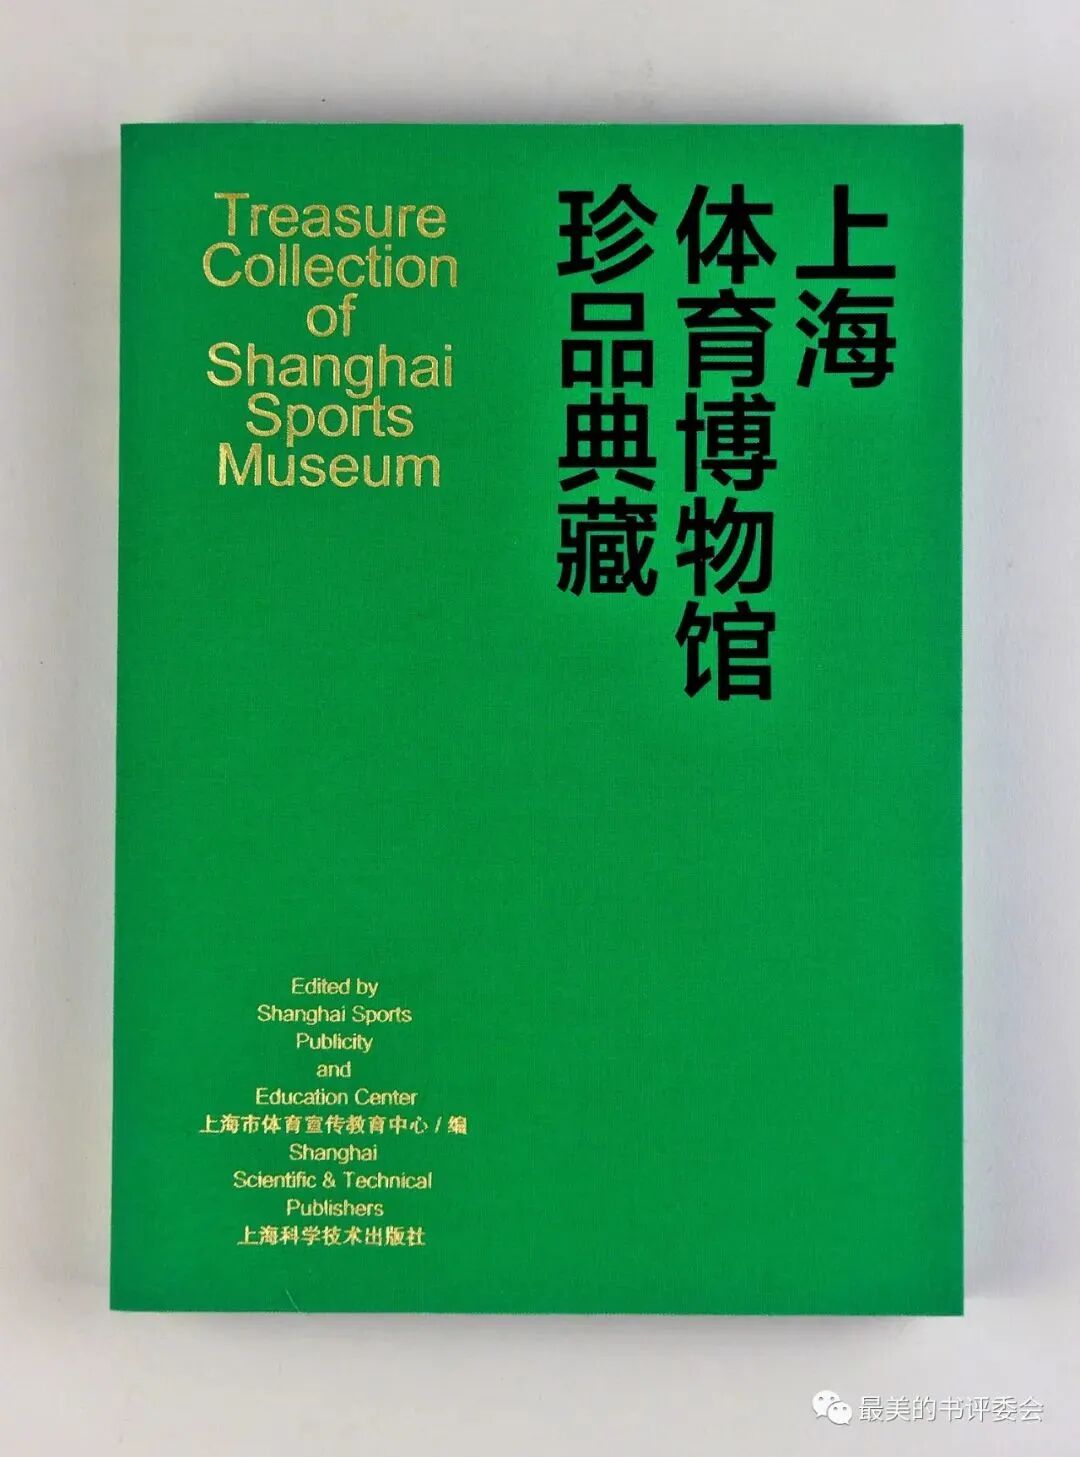 Treasure
Collection
of
Shanghai
Sports
Museum
上海
体育博物馆
珍品典藏
Edited by
Shanghai Sports
Publicity
and
Education Center
上海市体育宣传教育中心 / 编
Shanghai
Scientific & Technical
Publishers
上海科学技术出版社
最美的书评委会